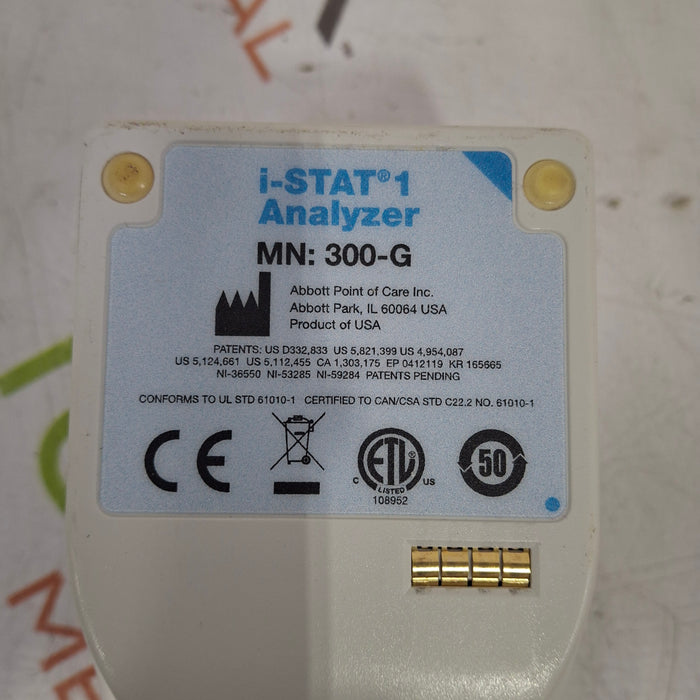 i-STAT®1
Analyzer
MN: 300-G
Abbott Point of Care Inc.
Abbott Park, IL 60064 USA
Product of USA
PATENTS: US D332,833 US 5,821,399 US 4,954,087
US 5,124,661 US 5,112,455 CA 1,303,175 EP 0412119 KR 165665
NI-36550 NI-53285 NI-59284 PATENTS PENDING
CONFORMS TO UL STD 61010-1 CERTIFIED TO CAN/CSA STD C22.2 NO. 61010-1
CE
C ETL® US
LISTED
108952
50